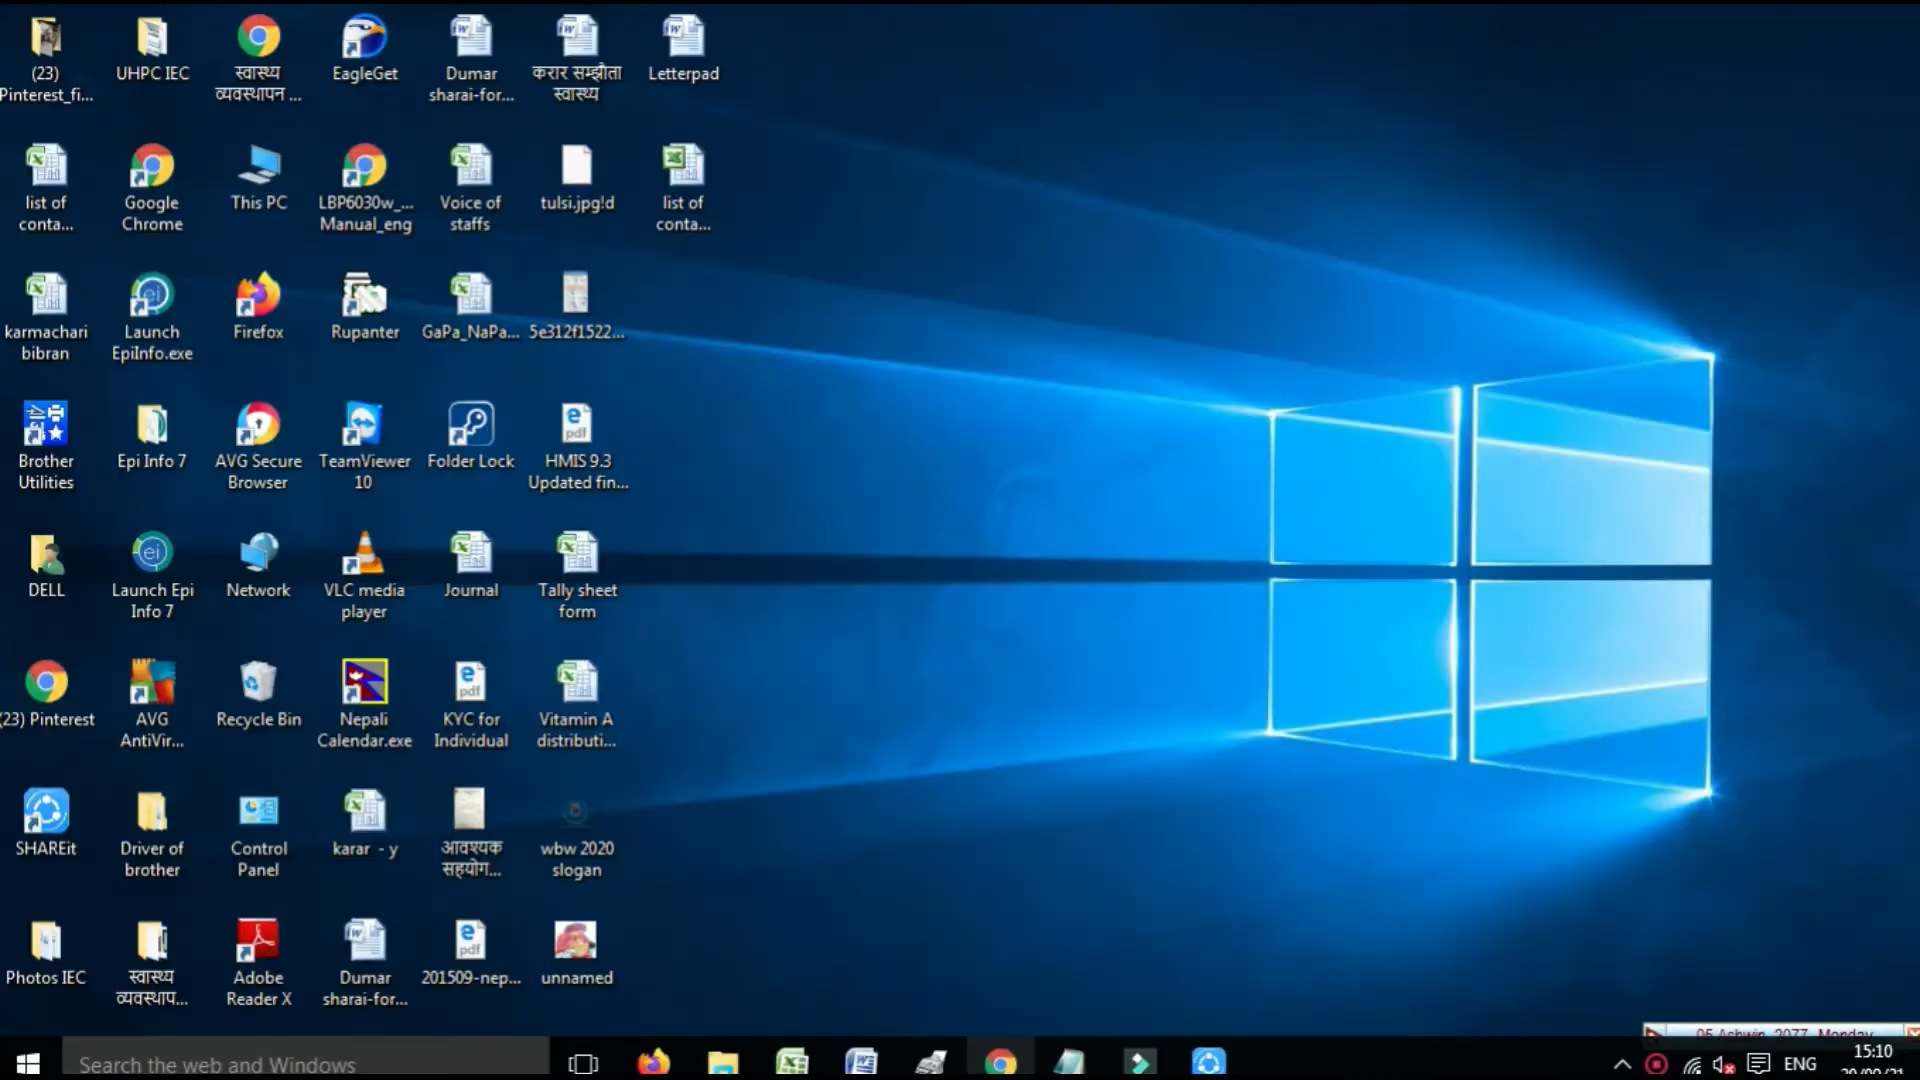 (23)
Pinterest_fi...
UHPC IEC
स्वास्थ्य
व्यवस्थापन ...
EagleGet
Dumar
sharai-for...
करार सम्झौता
स्वास्थ्य
Letterpad
list of
conta...
Google
Chrome
This PC
LBP6030w_...
Manual_eng
Voice of
staffs
tulsi.jpg!d
list of
conta...
karmachari
bibran
Launch
EpiInfo.exe
Firefox
Rupanter
GaPa_NaPa...
5e312f1522...
Brother
Utilities
Epi Info 7
AVG Secure
Browser
TeamViewer
10
Folder Lock
HMIS 9.3
Updated fin...
DELL
Launch Epi
Info 7
Network
VLC media
player
Journal
Tally sheet
form
(23) Pinterest
AVG
AntiVir...
Recycle Bin
Nepali
Calendar.exe
KYC for
Individual
Vitamin A
distributi...
SHAREit
Driver of
brother
Control
Panel
karar - y
आवश्यक
सहयोग...
wbw 2020
slogan
Photos IEC
स्वास्थ्य
व्यवस्थाप...
Adobe
Reader X
Dumar
sharai-for...
201509-nep...
unnamed
05 Ashwin, 2077, Monday
Search the web and Windows
ENG
15:10